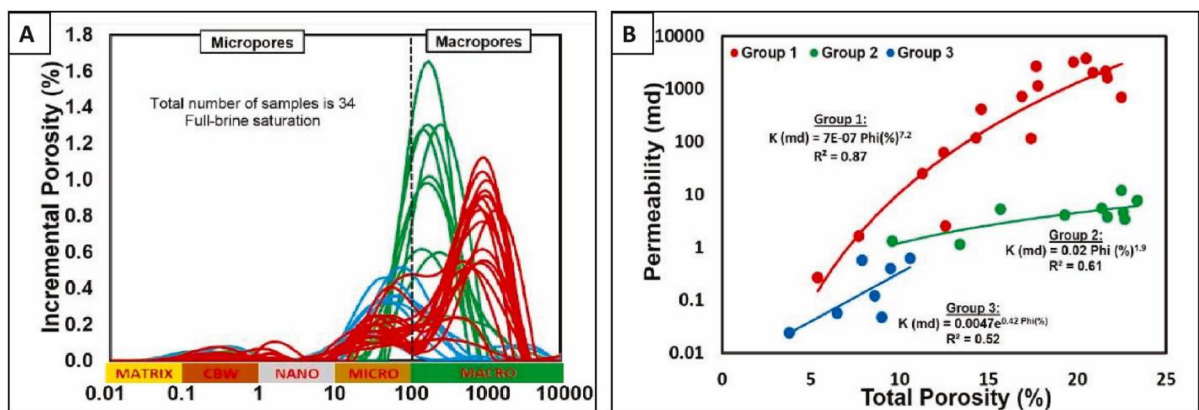 A
Incremental Porosity (%)
1.8
1.6
1.4
1.2
1.0
0.8
0.6
0.4
0.2
0.0
Micropores
Macropores
Total number of samples is 34
Full-brine saturation
MATRIX CBW NANO MICRO MACRO
0.01 0.1 1 10 100 1000 10000
B
Permeability (md)
10000
1000
100
10
1
0.1
0.01
Group 1 Group 2 Group 3
Group 1:
K (md) = 7E-07 Phi(%)7.2
R² = 0.87
Group 2:
K (md) = 0.02 Phi (%)1.9
R² = 0.61
Group 3:
K (md) = 0.0047e0.42 Phi(%)
R² = 0.52
0 5 10 15 20 25
Total Porosity (%)